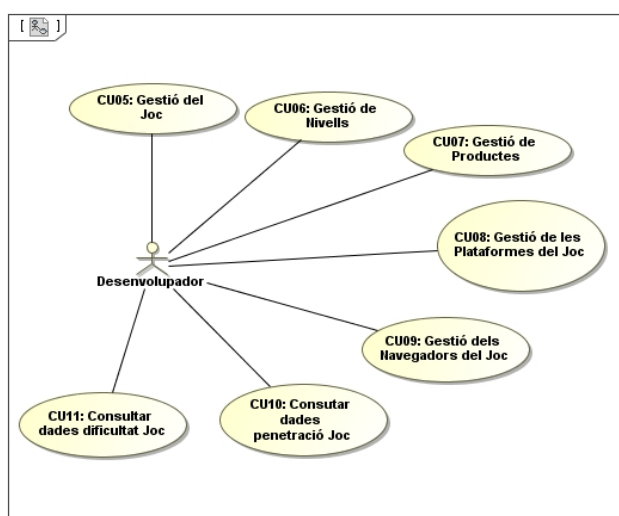 [ ]
CU05: Gestió del
Joc
CU06: Gestió de
Nivells
CU07: Gestió de
Productes
CU08: Gestió de les
Plataformes del Joc
Desenvolupador
CU09: Gestió dels
Navegadors del Joc
CU11: Consultar
dades dificultat Joc
CU10: Consutar
dades
penetració Joc